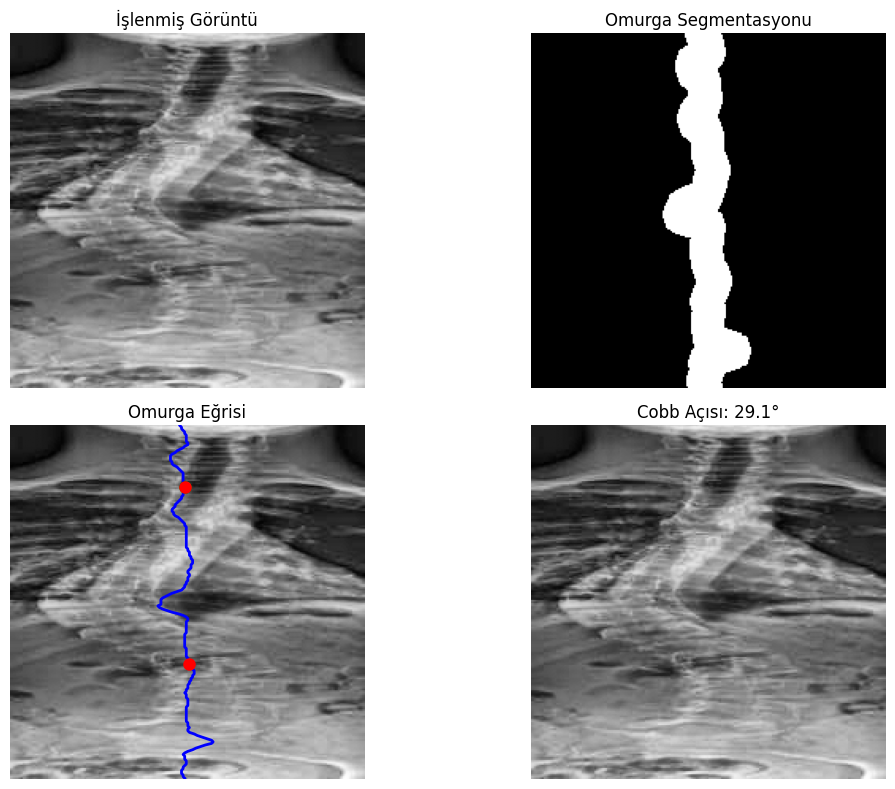 İşlenmiş Görüntü
Omurga Segmentasyonu
Omurga Eğrisi
Cobb Açısı: 29.1°